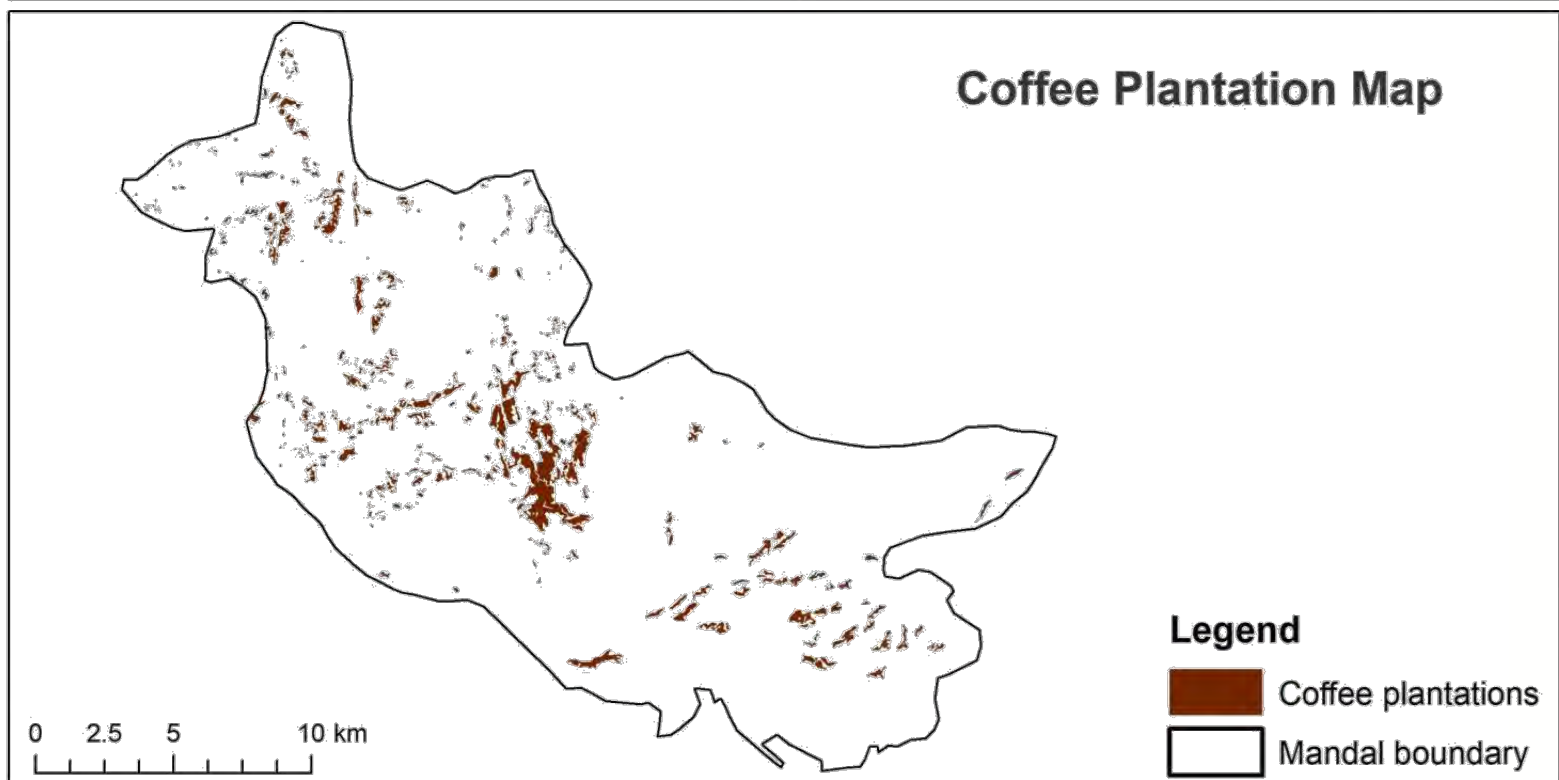 Coffee Plantation Map
Legend
Coffee plantations
Mandal boundary
0 2.5 5 10 km